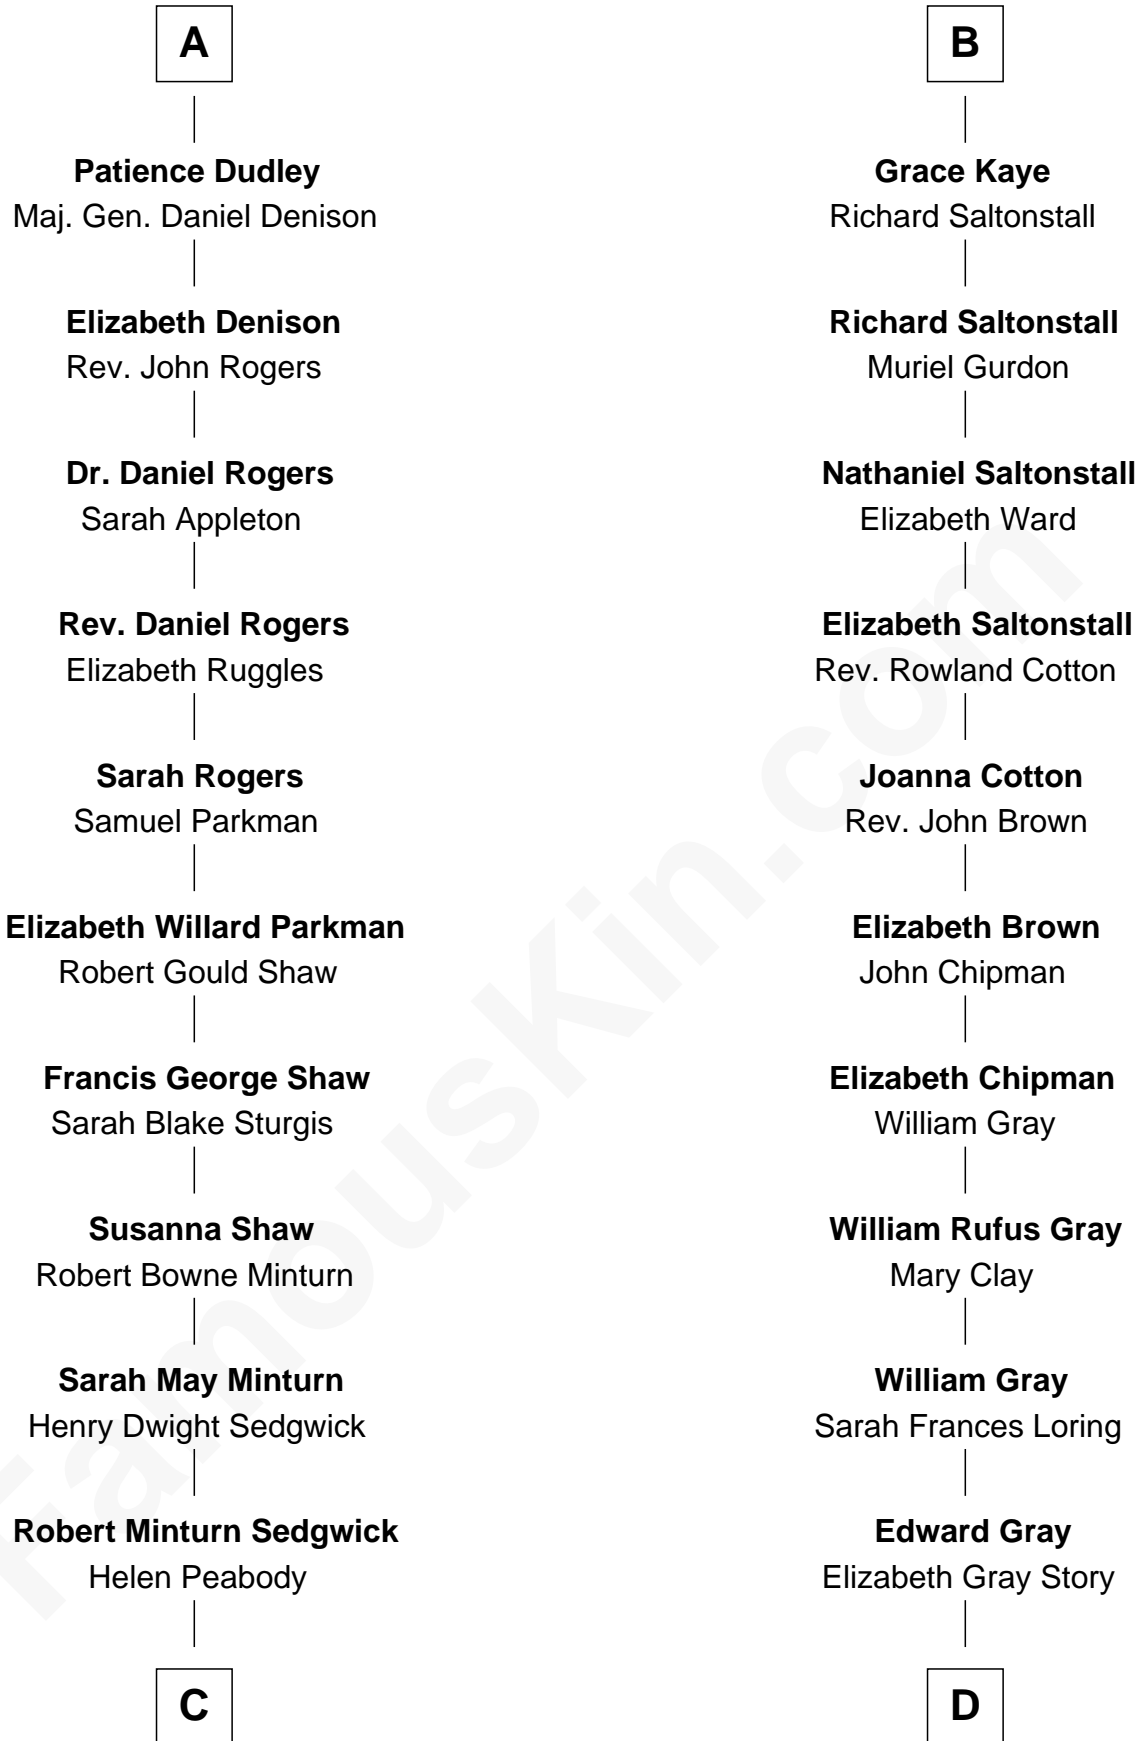 A
Patience Dudley
Maj. Gen. Daniel Denison
Elizabeth Denison
Rev. John Rogers
Dr. Daniel Rogers
Sarah Appleton
Rev. Daniel Rogers
Elizabeth Ruggles
Sarah Rogers
Samuel Parkman
Elizabeth Willard Parkman
Robert Gould Shaw
Francis George Shaw
Sarah Blake Sturgis
Susanna Shaw
Robert Bowne Minturn
Sarah May Minturn
Henry Dwight Sedgwick
Robert Minturn Sedgwick
Helen Peabody
C
B
Grace Kaye
Richard Saltonstall
Richard Saltonstall
Muriel Gurdon
Nathaniel Saltonstall
Elizabeth Ward
Elizabeth Saltonstall
Rev. Rowland Cotton
Joanna Cotton
Rev. John Brown
Elizabeth Brown
John Chipman
Elizabeth Chipman
William Gray
William Rufus Gray
Mary Clay
William Gray
Sarah Frances Loring
Edward Gray
Elizabeth Gray Story
D
FamousKin.com